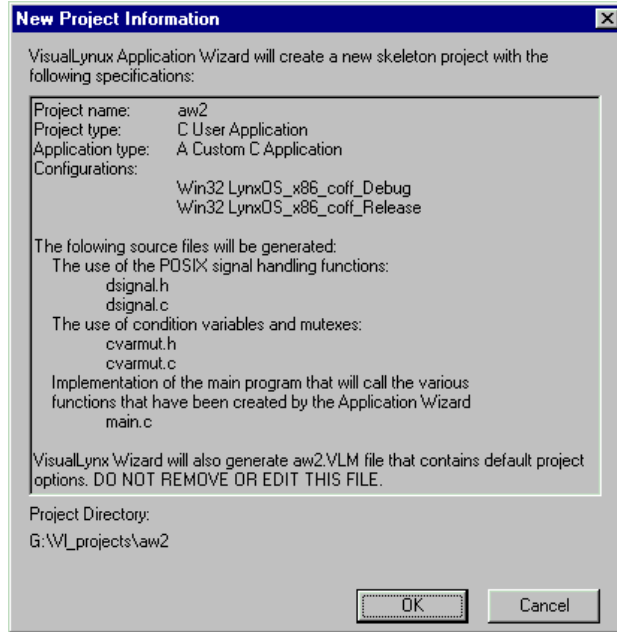 New Project Information
VisualLynux Application Wizard will create a new skeleton project with the
following specifications:
Project name: aw2
Project type: C User Application
Application type: A Custom C Application
Configurations:
Win32 LynxOS_x86_coff_Debug
Win32 LynxOS_x86_coff_Release
The folowing source files will be generated:
The use of the POSIX signal handling functions:
dsignal.h
dsignal.c
The use of condition variables and mutexes:
cvarmut.h
cvarmut.c
Implementation of the main program that will call the various
functions that have been created by the Application Wizard
main.c
VisualLynx Wizard will also generate aw2.VLM file that contains default project
options. DO NOT REMOVE OR EDIT THIS FILE.
Project Directory:
G:\Vl_projects\aw2
OK Cancel